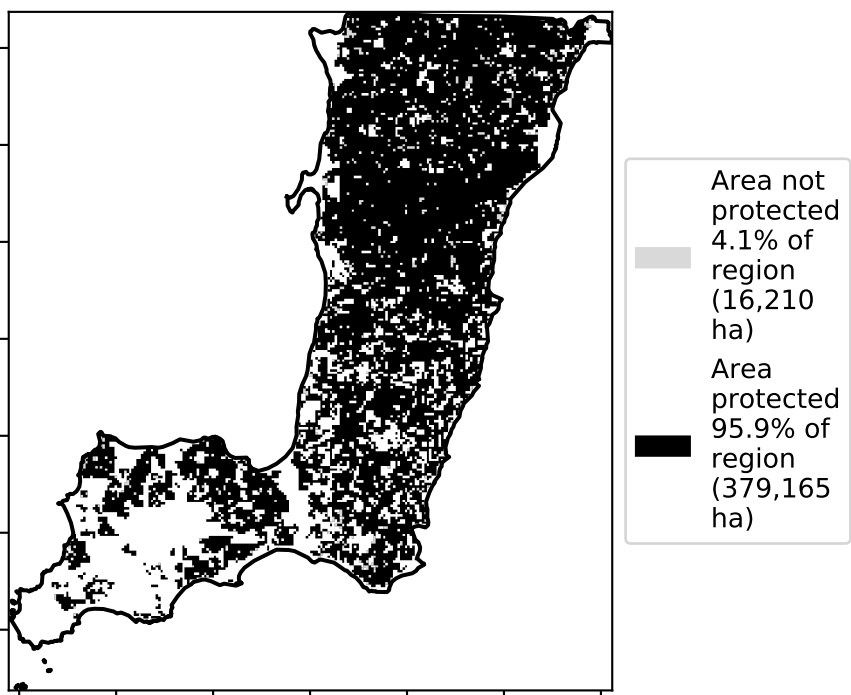 Area not
protected
4.1% of
region
(16,210
ha)
Area
protected
95.9% of
region
(379,165
ha)